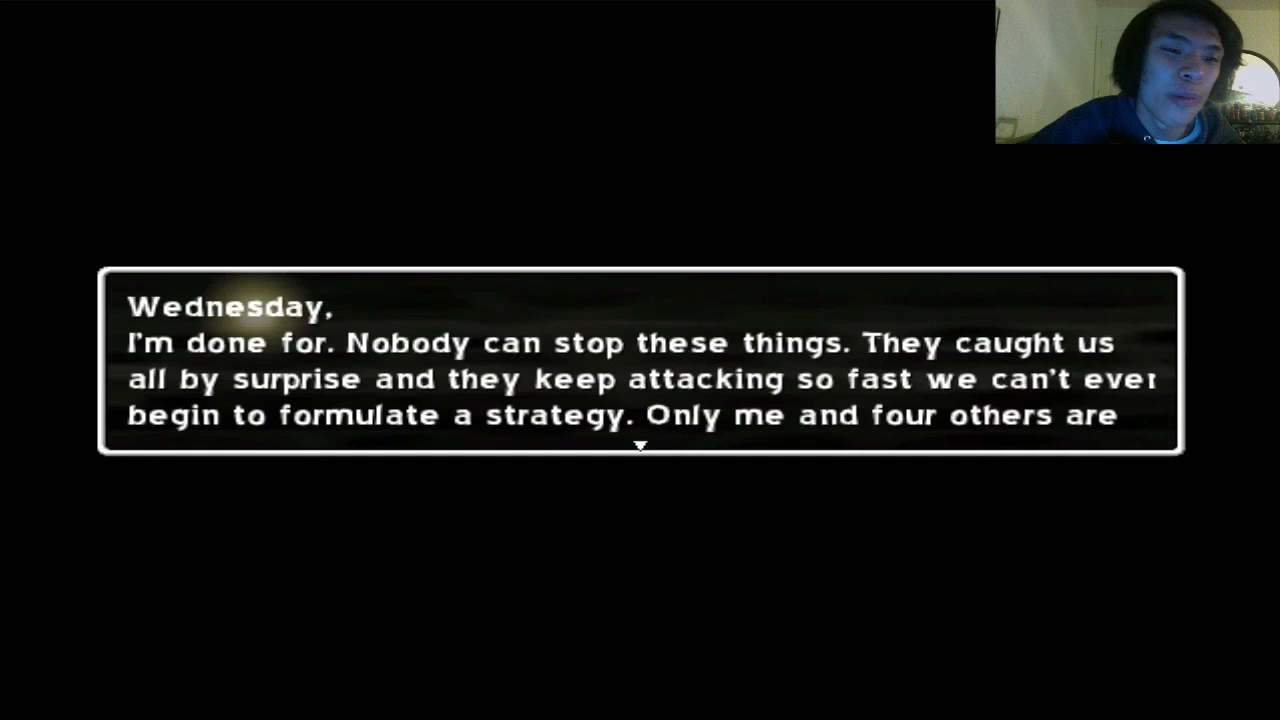 Wednesday,
I'm done for. Nobody can stop these things. They caught us
all by surprise and they keep attacking so fast we can't ever
begin to formulate a strategy. Only me and four others are